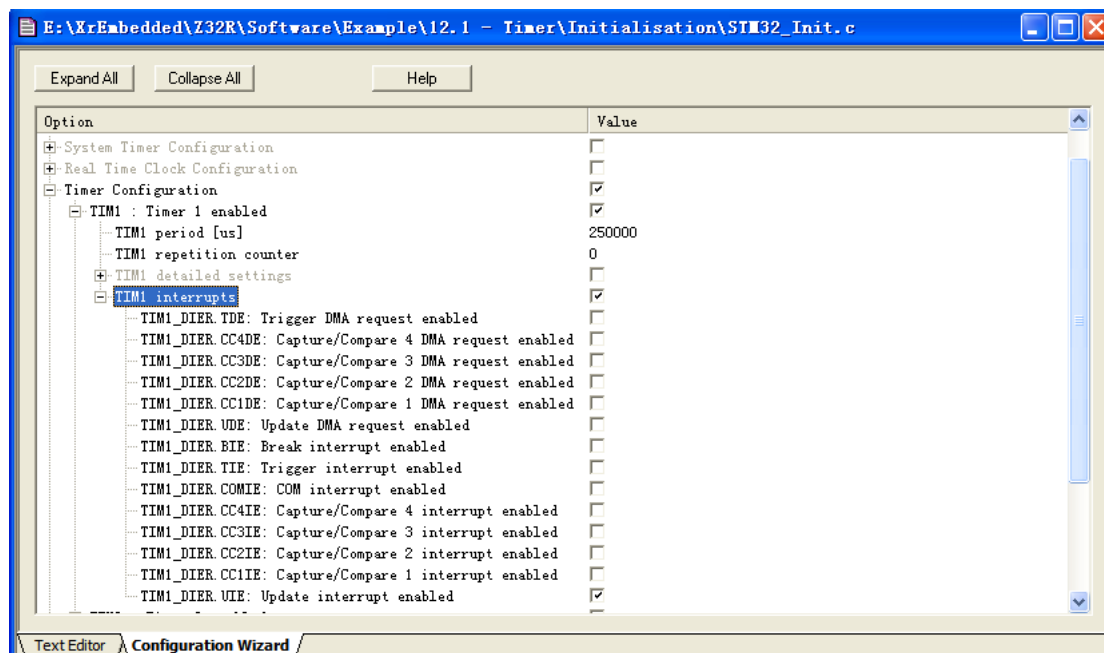 E:\XrEmbedded\Z32R\Software\Example\12.1 - Timer\Initialisation\STM32_Init.c
Expand All Collapse All Help
Option Value
System Timer Configuration
Real Time Clock Configuration
Timer Configuration
TIM1 : Timer 1 enabled
TIM1 period [us] 250000
TIM1 repetition counter 0
TIM1 detailed settings
TIM1 interrupts
TIM1_DIER.TDE: Trigger DMA request enabled
TIM1_DIER.CC4DE: Capture/Compare 4 DMA request enabled
TIM1_DIER.CC3DE: Capture/Compare 3 DMA request enabled
TIM1_DIER.CC2DE: Capture/Compare 2 DMA request enabled
TIM1_DIER.CC1DE: Capture/Compare 1 DMA request enabled
TIM1_DIER.UDE: Update DMA request enabled
TIM1_DIER.BIE: Break interrupt enabled
TIM1_DIER.TIE: Trigger interrupt enabled
TIM1_DIER.COMIE: COM interrupt enabled
TIM1_DIER.CC4IE: Capture/Compare 4 interrupt enabled
TIM1_DIER.CC3IE: Capture/Compare 3 interrupt enabled
TIM1_DIER.CC2IE: Capture/Compare 2 interrupt enabled
TIM1_DIER.CC1IE: Capture/Compare 1 interrupt enabled
TIM1_DIER.UIE: Update interrupt enabled
Text Editor Configuration Wizard